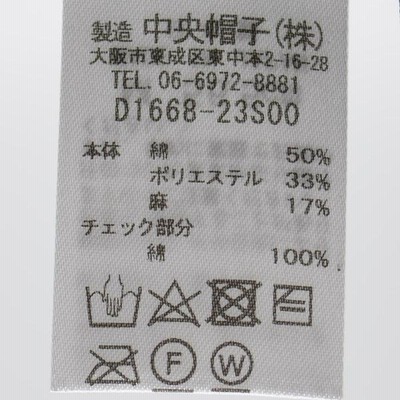 製造 中央帽子(株)
大阪市東成区東中本2-16-28
TEL. 06-6972-8881
D1668-23S00
本体 綿 50%
ポリエステル 33%
麻 17%
チェック部分
綿 100%
F W